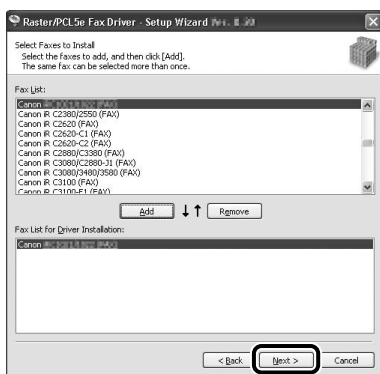 Raster/PCL5e Fax Driver - Setup Wizard
Select Faxes to Install
Select the faxes to add, and then click [Add].
The same fax can be selected more than once.
Fax List:
Canon
Canon iR C2380/2550 (FAX)
Canon iR C2620 (FAX)
Canon iR C2620-C1 (FAX)
Canon iR C2620-C2 (FAX)
Canon iR C2880/C3380 (FAX)
Canon iR C3080/C2880-J1 (FAX)
Canon iR C3080/3480/3580 (FAX)
Canon iR C3100 (FAX)
Canon iR C3100-F1 (FAX)
Add ↓ ↑ Remove
Fax List for Driver Installation:
Canon
< Back Next > Cancel